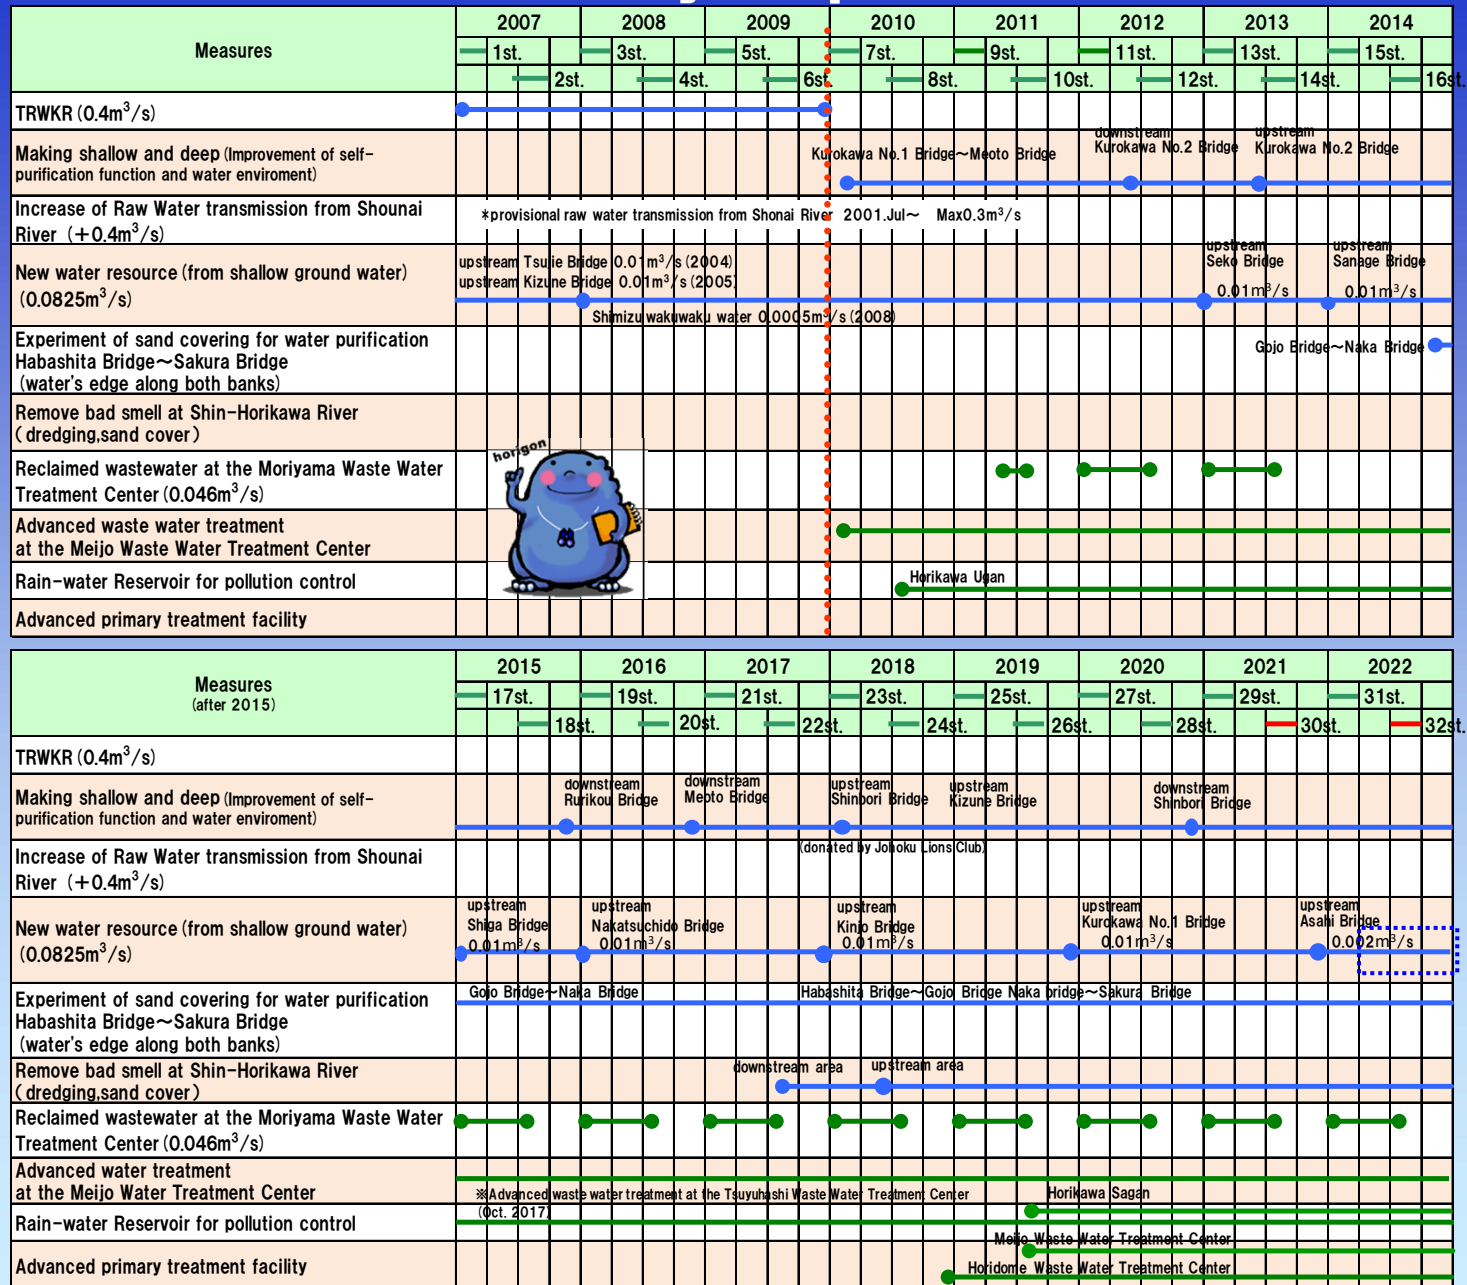 2007 2008 2009 2010 2011 2012 2013 2014
Measures
1st. 3st. 5st. 7st. 9st. 11st. 13st. 15st.
2st. 4st. 6st. 8st. 10st. 12st. 14st. 16st.
TRWKR (0.4m³/s)
Making shallow and deep (Improvement of self-
purification function and water enviroment)
Kurokawa No.1 Bridge～Meoto Bridge
downstream
Kurokawa No.2 Bridge
upstream
Kurokawa No.2 Bridge
Increase of Raw Water transmission from Shounai
River (+0.4m³/s)
*provisional raw water transmission from Shonai River 2001.Jul～ Max0.3m³/s
New water resource (from shallow ground water)
(0.0825m³/s)
upstream Tsujie Bridge 0.01m³/s (2004)
upstream Kizune Bridge 0.01m³/s (2005)
Shimizu wakuwaku water 0.0005m³/s (2008)
upstream
Seko Bridge
0.01m³/s
upstream
Sanage Bridge
0.01m³/s
Experiment of sand covering for water purification
Habashita Bridge～Sakura Bridge
(water's edge along both banks)
Gojo Bridge～Naka Bridge
Remove bad smell at Shin-Horikawa River
(dredging,sand cover)
horigon
Reclaimed wastewater at the Moriyama Waste Water
Treatment Center (0.046m³/s)
Advanced waste water treatment
at the Meijo Waste Water Treatment Center
Rain-water Reservoir for pollution control
Horikawa Ugan
Advanced primary treatment facility
2015 2016 2017 2018 2019 2020 2021 2022
Measures
(after 2015)
17st. 19st. 21st. 23st. 25st. 27st. 29st. 31st.
18st. 20st. 22st. 24st. 26st. 28st. 30st. 32st.
TRWKR (0.4m³/s)
Making shallow and deep (Improvement of self-
purification function and water enviroment)
downstream
Rurikou Bridge
downstream
Meoto Bridge
upstream
Shinbori Bridge
upstream
Kizune Bridge
downstream
Shinbori Bridge
(donated by Johoku Lions Club)
Increase of Raw Water transmission from Shounai
River (+0.4m³/s)
New water resource (from shallow ground water)
(0.0825m³/s)
upstream
Shiga Bridge
0.01m³/s
upstream
Nakatsuchido Bridge
0.01m³/s
upstream
Kinjo Bridge
0.01m³/s
upstream
Kurokawa No.1 Bridge
0.01m³/s
upstream
Asahi Bridge
0.002m³/s
Experiment of sand covering for water purification
Habashita Bridge～Sakura Bridge
(water's edge along both banks)
Gojo Bridge～Naka Bridge
Habashita Bridge～Gojo Bridge Naka bridge～Sakura Bridge
Remove bad smell at Shin-Horikawa River
(dredging,sand cover)
downstream area
upstream area
Reclaimed wastewater at the Moriyama Waste Water
Treatment Center (0.046m³/s)
Advanced water treatment
at the Meijo Water Treatment Center
※Advanced waste water treatment at the Tsuyuhashi Waste Water Treatment Center
(Oct. 2017)
Horikawa Sagan
Rain-water Reservoir for pollution control
Meijo Waste Water Treatment Center
Advanced primary treatment facility
Horidome Waste Water Treatment Center